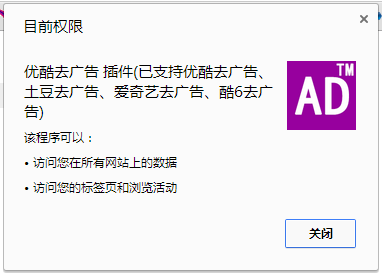 目前权限
优酷去广告 插件(已支持优酷去广告、
土豆去广告、爱奇艺去广告、酷6去广
告)
AD™
该程序可以：
• 访问您在所有网站上的数据
• 访问您的标签页和浏览活动
关闭